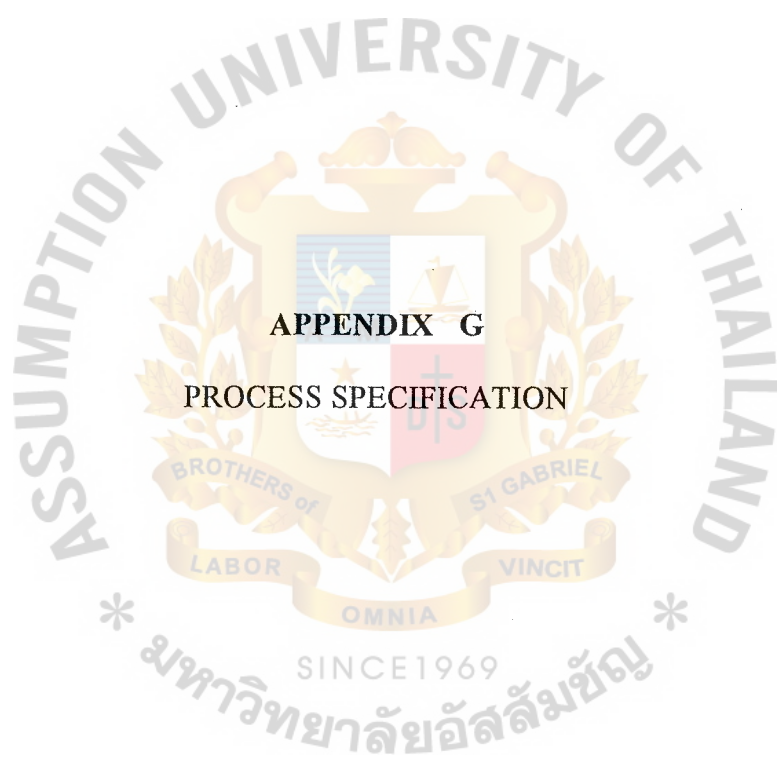 ASSUMPTION UNIVERSITY OF THAILAND
APPENDIX G
PROCESS SPECIFICATION
D S
BROTHERS of
S1 GABRIEL
LABOR
VINCIT
OMNIA
* *
SINCE1969
มหาวิทยาลัยอัสสัมชัญ